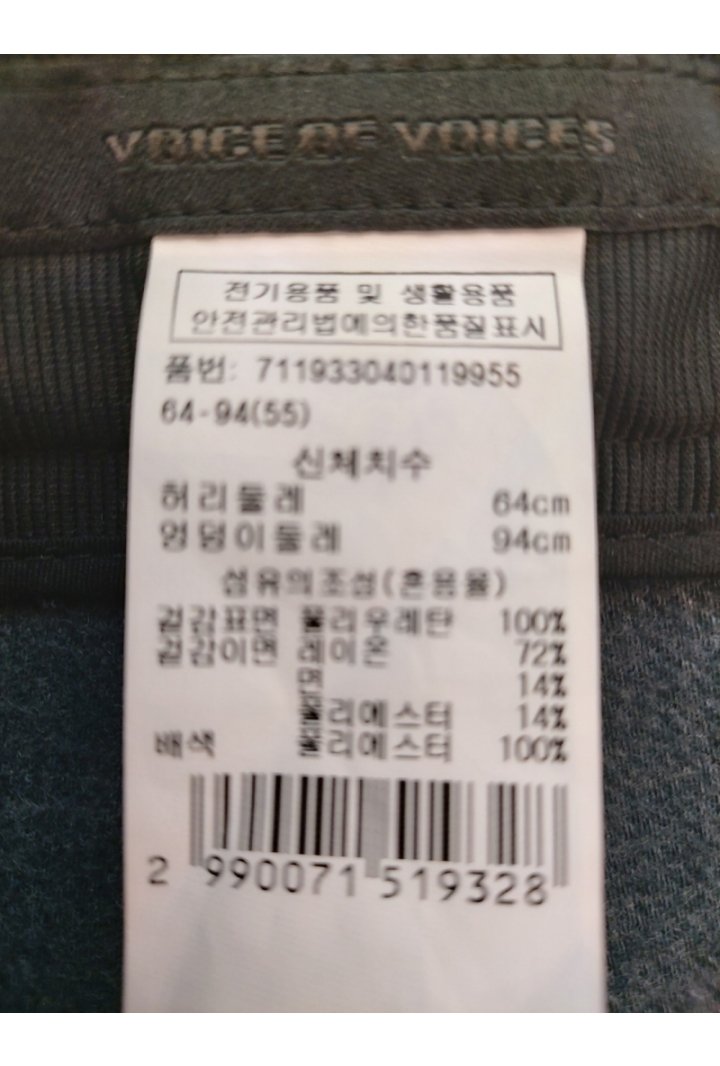 VOICE OF VOICES
전기용품 및 생활용품
안전관리법에의한품질표시
품번: 711933040119955
64-94(55)
신체치수
허리둘레 64cm
엉덩이둘레 94cm
섬유의조성(혼용율)
겉감표면 폴리우레탄 100%
겉감이면 레이온 72%
면 14%
폴리에스터 14%
배색 폴리에스터 100%
2 990071 519328